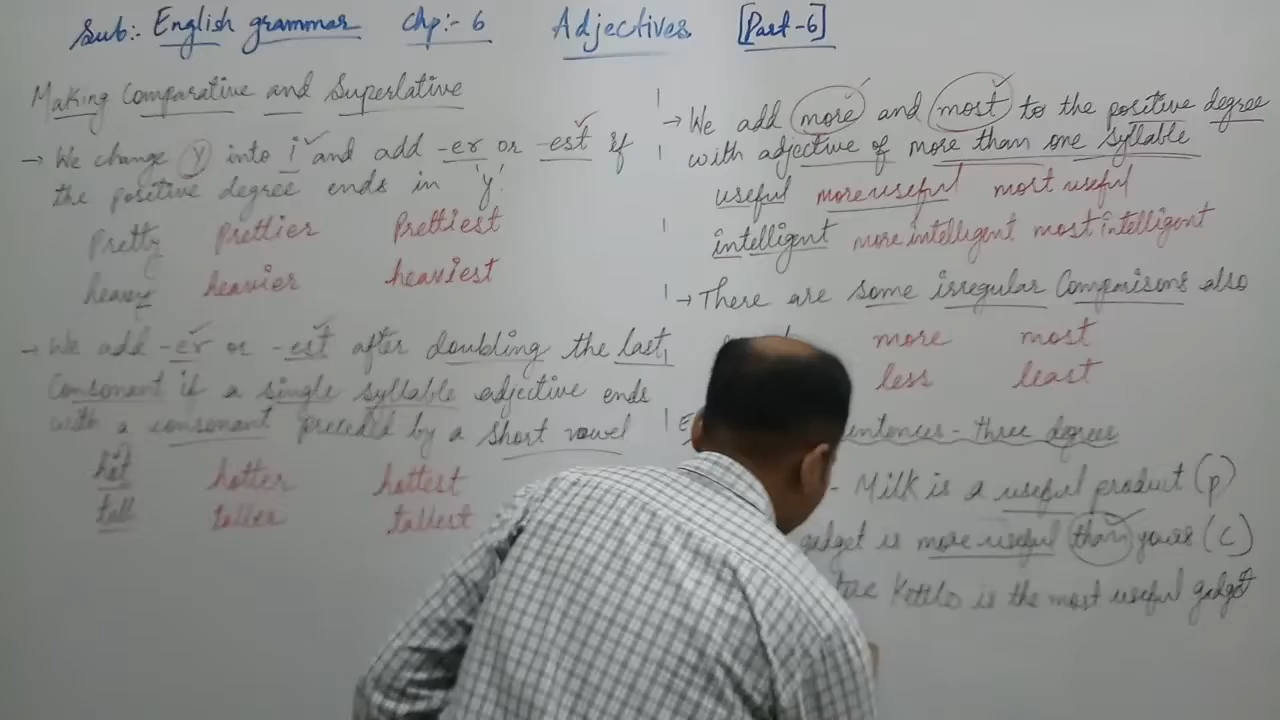 Sub:- English grammar Chp:- 6 Adjectives [Part-6]
Making Comparative and Superlative
→ We change y into i and add -er or -est if
the positive degree ends in 'y'.
Pretty Prettier Prettiest
heavy heavier heaviest
→ We add -er or -est after doubling the last
Consonant if a single syllable adjective ends
with a consonant preceded by a short vowel
hot hotter hottest
tall taller tallest
→ We add more and most to the positive degree
with adjective of more than one syllable
useful more useful most useful
intelligent more intelligent most intelligent
→ There are some irregular Comparisons also
more most
less least
entences - three degrees
- Milk is a useful product (P)
gadget is more useful than yours (C)
Kettle is the most useful gadget